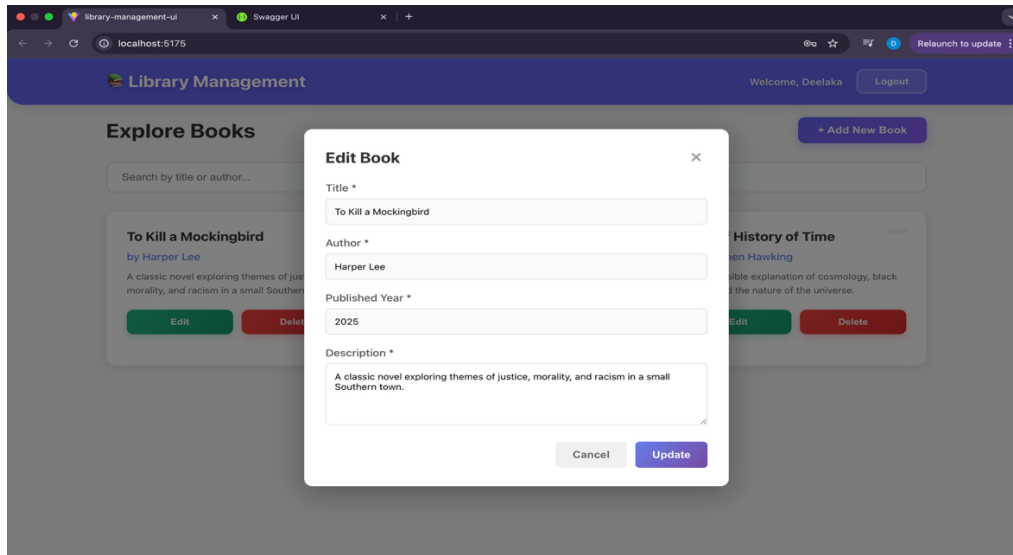 library-management-ui
Swagger UI
localhost:5175
D
Relaunch to update
Library Management
Welcome, Deelaka
Logout
Explore Books
+ Add New Book
Search by title or author...
To Kill a Mockingbird
by Harper Lee
A classic novel exploring themes of
morality, and racism in a small
Edit
Edit Book
Title *
To Kill a Mockingbird
Author *
Harper Lee
Published Year *
2025
Description *
A classic novel exploring themes of justice, morality, and racism in a small
Southern town.
Cancel
Update
History of Time
Hawking
explanation of cosmology, black
the nature of the universe.
Edit
Delete